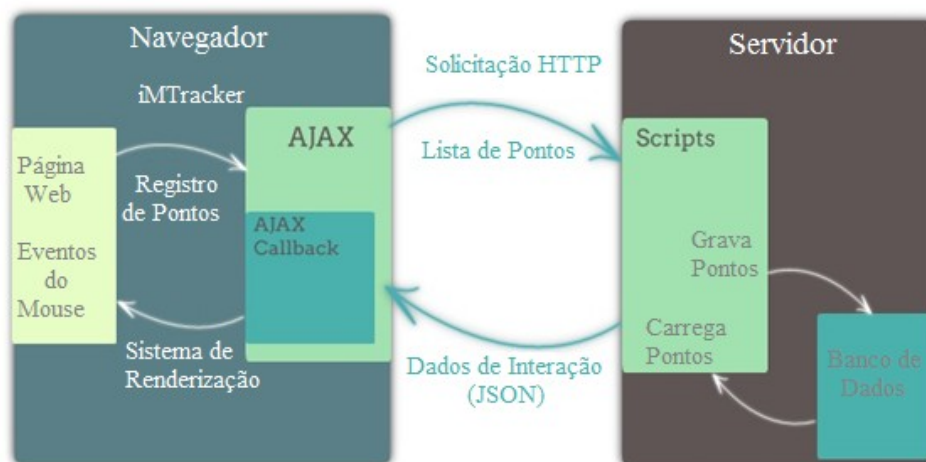 Navegador
iMTracker
Página
Web
Eventos
do
Mouse
Registro
de Pontos
Sistema de
Renderização
AJAX
AJAX
Callback
Solicitação HTTP
Lista de Pontos
Dados de Interação
(JSON)
Servidor
Scripts
Grava
Pontos
Carrega
Pontos
Banco de
Dados